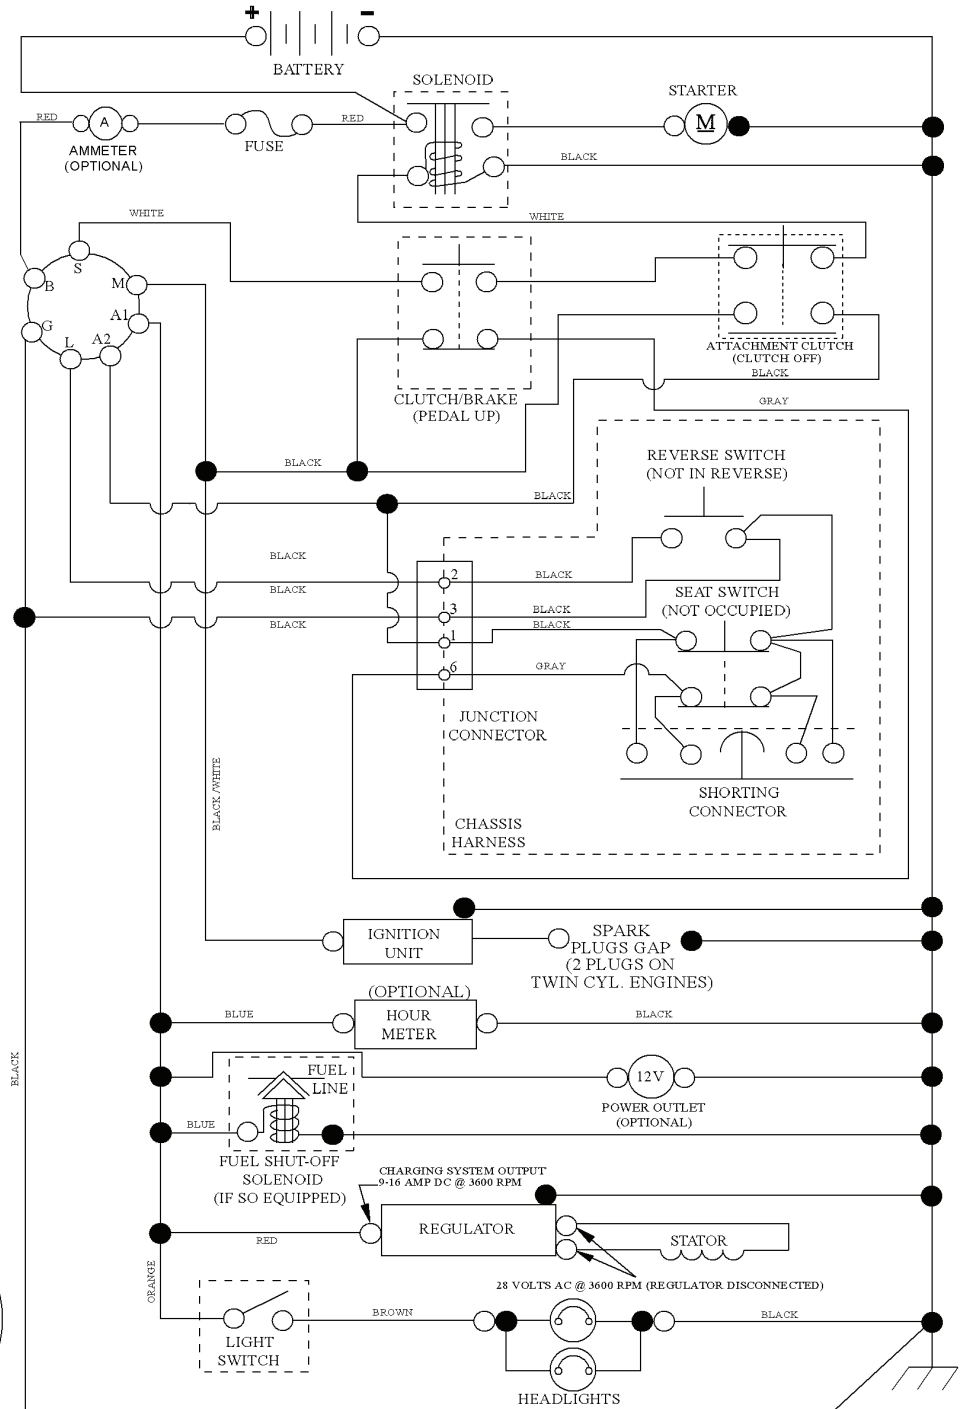 + −
BATTERY
SOLENOID
STARTER
RED
A
RED
M
AMMETER
(OPTIONAL)
FUSE
BLACK
WHITE
WHITE
S
B
M
G
A1
L
A2
ATTACHMENT CLUTCH
(CLUTCH OFF)
BLACK
CLUTCH/BRAKE
(PEDAL UP)
GRAY
BLACK
REVERSE SWITCH
(NOT IN REVERSE)
BLACK
BLACK
2
BLACK
BLACK
SEAT SWITCH
(NOT OCCUPIED)
3
BLACK
BLACK
BLACK
1
6
GRAY
JUNCTION
CONNECTOR
BLACK /WHITE
SHORTING
CONNECTOR
CHASSIS
HARNESS
IGNITION
UNIT
SPARK
PLUGS GAP
(2 PLUGS ON
TWIN CYL. ENGINES)
(OPTIONAL)
HOUR
METER
BLUE
BLACK
BLACK
FUEL
LINE
12V
POWER OUTLET
(OPTIONAL)
BLUE
FUEL SHUT-OFF
SOLENOID
(IF SO EQUIPPED)
CHARGING SYSTEM OUTPUT
9-16 AMP DC @ 3600 RPM
REGULATOR
STATOR
RED
ORANGE
28 VOLTS AC @ 3600 RPM (REGULATOR DISCONNECTED)
BROWN
BLACK
LIGHT
SWITCH
HEADLIGHTS